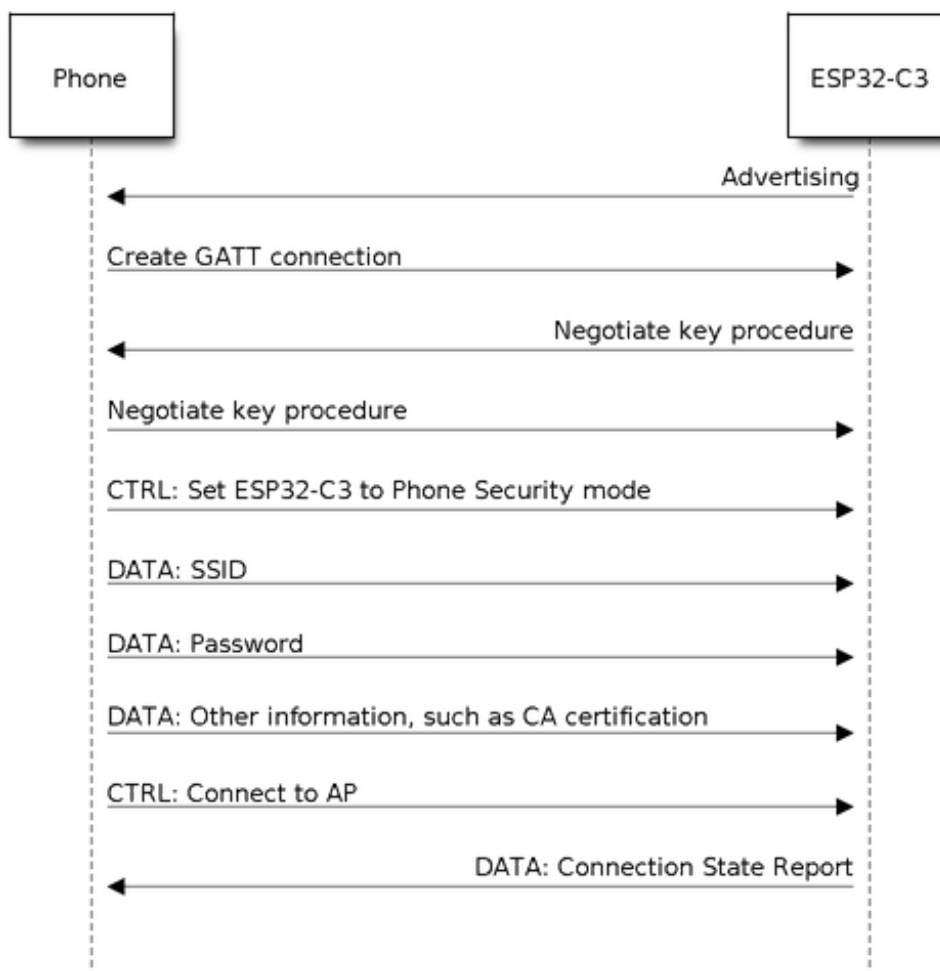 Phone
ESP32-C3
Advertising
Create GATT connection
Negotiate key procedure
Negotiate key procedure
CTRL: Set ESP32-C3 to Phone Security mode
DATA: SSID
DATA: Password
DATA: Other information, such as CA certification
CTRL: Connect to AP
DATA: Connection State Report